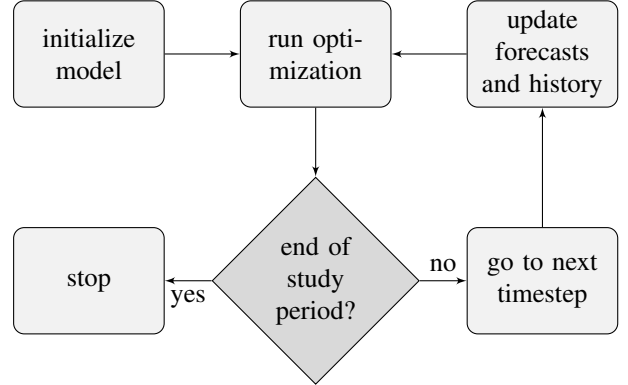 initialize
model
run opti-
mization
update
forecasts
and history
stop
yes
end of
study
period?
no
go to next
timestep